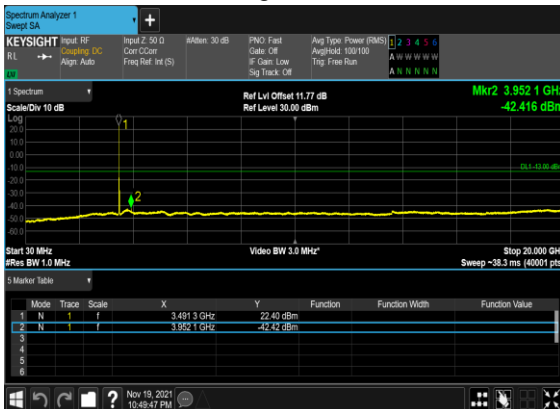 Spectrum Analyzer 1
Swept SA
KEYSIGHT Input: RF Input Z: 50 Ω #Atten: 30 dB PNO: Fast Avg Type: Power (RMS) 1 2 3 4 5 6
RL Coupling: DC Corr CCorr Gate: Off Avg|Hold: 100/100 A W W W W W
Align: Auto Freq Ref: Int (S) IF Gain: Low Trig: Free Run
Sig Track: Off A N N N N N
1 Spectrum Ref Lvl Offset 11.77 dB Mkr2 3.952 1 GHz
Scale/Div 10 dB Ref Level 30.00 dBm -42.416 dBm
Log
20.0 1
10.0
0.00
-10.0 DL1 -13.00 dBm
-20.0
-30.0 2
-40.0
-50.0
-60.0
Start 30 MHz Video BW 3.0 MHz* Stop 20.000 GHz
#Res BW 1.0 MHz Sweep ~38.3 ms (40001 pts)
5 Marker Table
Mode Trace Scale X Y Function Function Width Function Value
1 N 1 f 3.491 3 GHz 22.40 dBm
2 N 1 f 3.952 1 GHz -42.42 dBm
3
4
5
6
? Nov 19, 2021
10:49:47 PM